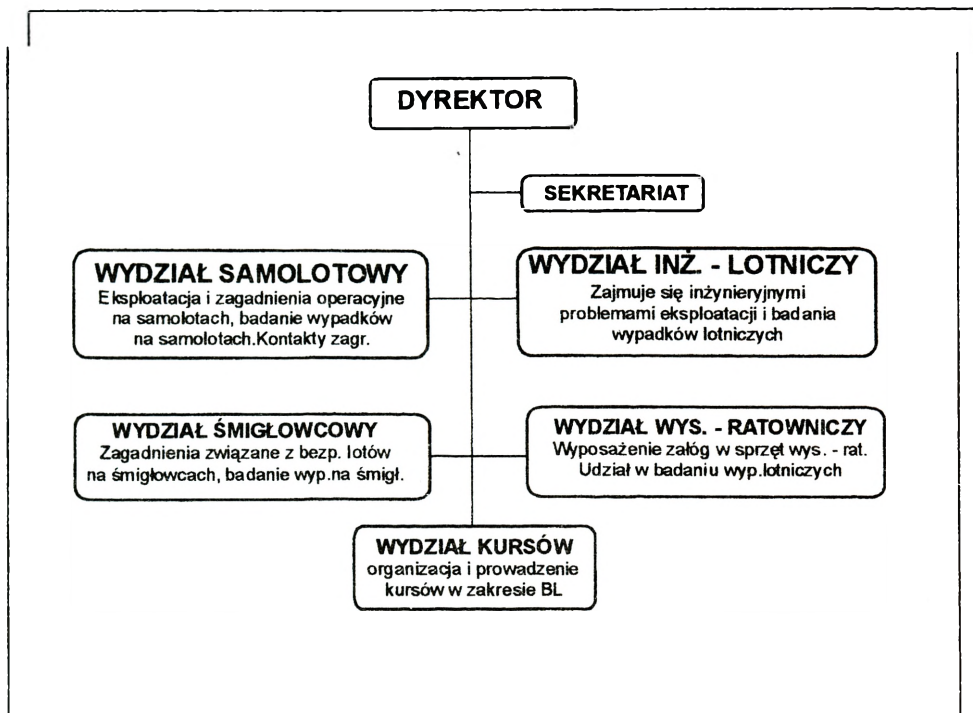 DYREKTOR
SEKRETARIAT
WYDZIAŁ SAMOLOTOWY
Eksploatacja i zagadnienia operacyjne
na samolotach, badanie wypadków
na samolotach.Kontakty zagr.
WYDZIAŁ INŻ. - LOTNICZY
Zajmuje się inżynieryjnymi
problemami eksploatacji i badania
wypadków lotniczych
WYDZIAŁ ŚMIGŁOWCOWY
Zagadnienia związane z bezp. lotów
na śmigłowcach, badanie wyp.na śmigł.
WYDZIAŁ WYS. - RATOWNICZY
Wyposażenie załóg w sprzęt wys. - rat.
Udział w badaniu wyp.lotniczych
WYDZIAŁ KURSÓW
organizacja i prowadzenie
kursów w zakresie BL